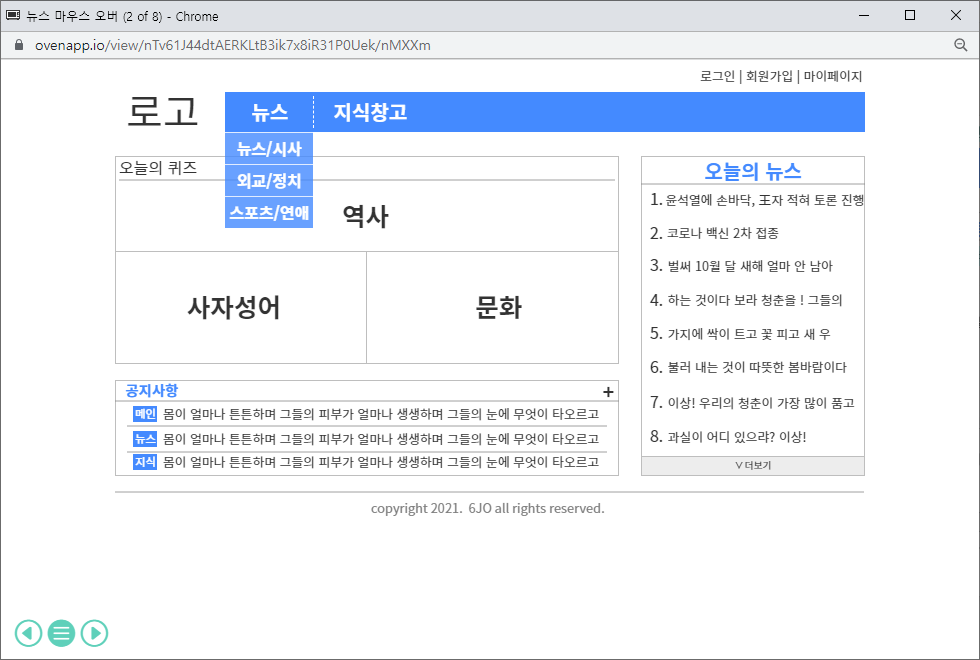 뉴스 마우스 오버 (2 of 8) - Chrome
ovenapp.io/view/nTv61J44dtAERKLtB3ik7x8iR31P0Uek/nMXXm
로그인 | 회원가입 | 마이페이지
로고
뉴스
지식창고
뉴스/시사
외교/정치
스포츠/연애
오늘의 퀴즈
역사
사자성어
문화
오늘의 뉴스
1. 윤석열에 손바닥, 王자 적혀 토론 진행
2. 코로나 백신 2차 접종
3. 벌써 10월 달 새해 얼마 안 남아
4. 하는 것이다 보라 청춘을 ! 그들의
5. 가지에 싹이 트고 꽃 피고 새 우
6. 불러 내는 것이 따뜻한 봄바람이다
7. 이상! 우리의 청춘이 가장 많이 품고
8. 과실이 어디 있으랴? 이상!
∨더보기
공지사항 +
메인 몸이 얼마나 튼튼하며 그들의 피부가 얼마나 생생하며 그들의 눈에 무엇이 타오르고
뉴스 몸이 얼마나 튼튼하며 그들의 피부가 얼마나 생생하며 그들의 눈에 무엇이 타오르고
지식 몸이 얼마나 튼튼하며 그들의 피부가 얼마나 생생하며 그들의 눈에 무엇이 타오르고
copyright 2021. 6JO all rights reserved.